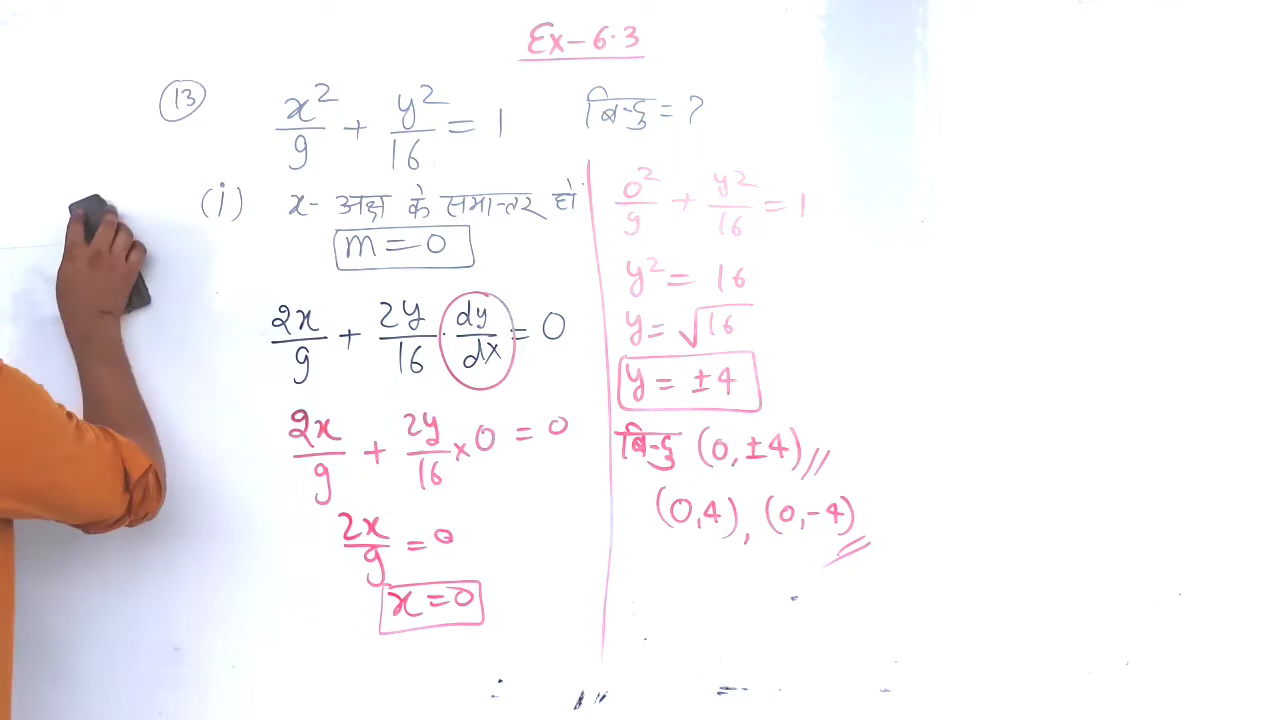 Ex-6.3
(13) x²/9 + y²/16 = 1 बिन्दु = ?
(i) x- अक्ष के समान्तर हो
m = 0
2x/9 + 2y/16 . dy/dx = 0
2x/9 + 2y/16 × 0 = 0
2x/9 = 0
x = 0
0²/9 + y²/16 = 1
y² = 16
y = √16
y = ±4
बिन्दु (0, ±4) //
(0,4), (0,-4)